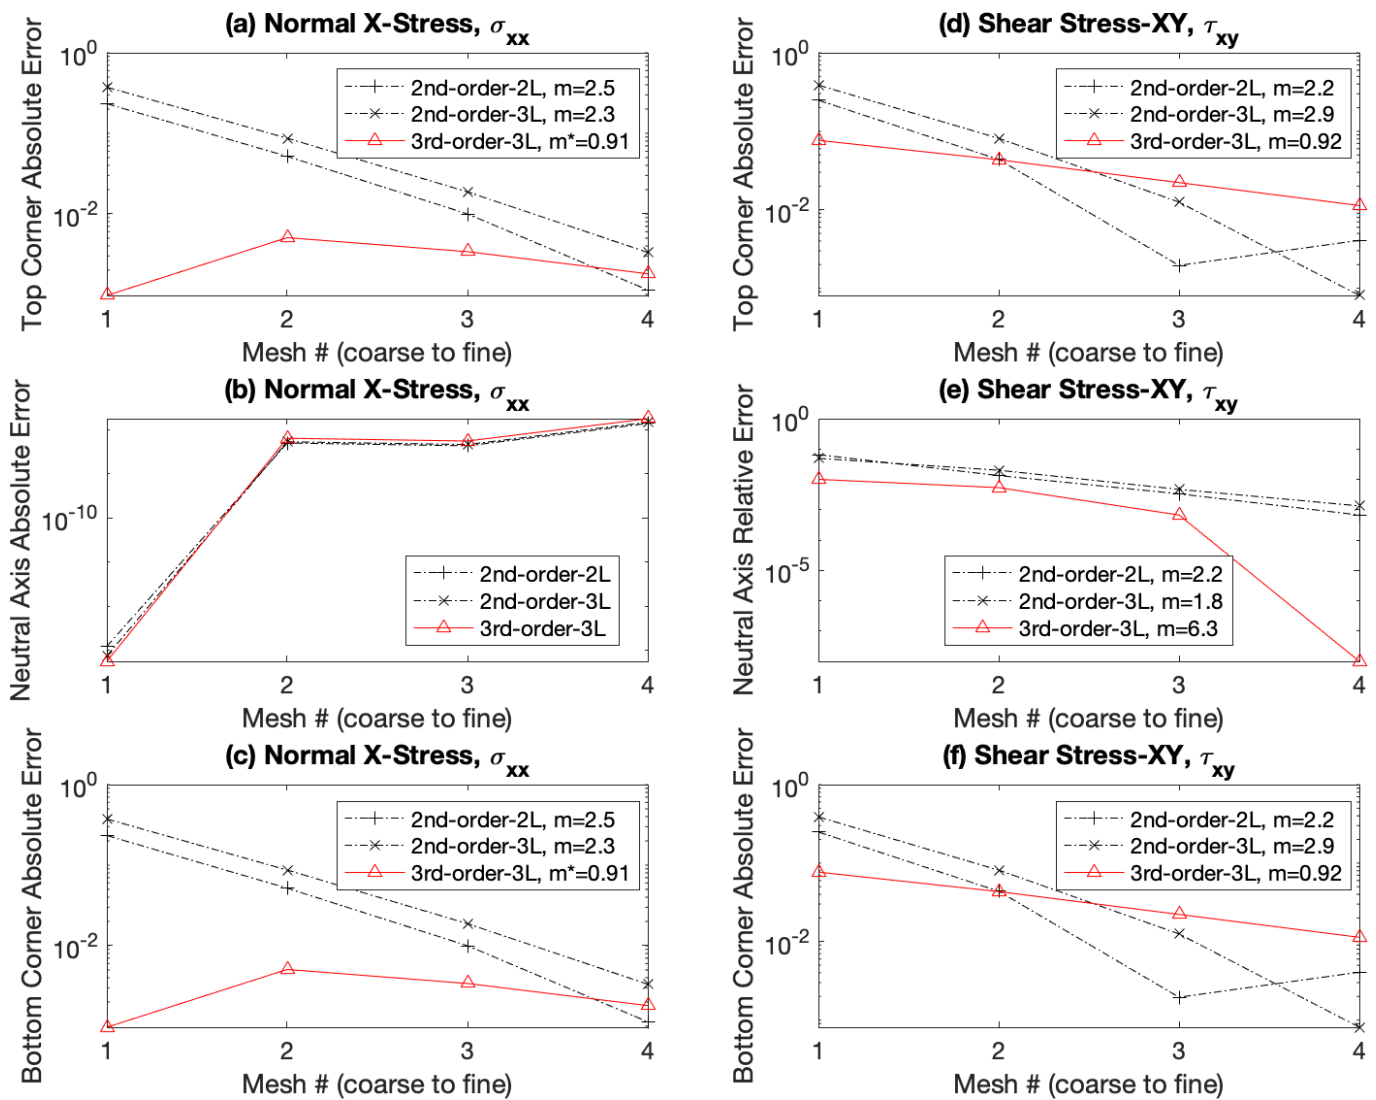 (a) Normal X-Stress, σxx
Top Corner Absolute Error
10^0
10^-2
2nd-order-2L, m=2.5
2nd-order-3L, m=2.3
3rd-order-3L, m*=0.91
1 2 3 4
Mesh # (coarse to fine)
(d) Shear Stress-XY, τxy
Top Corner Absolute Error
10^0
10^-2
2nd-order-2L, m=2.2
2nd-order-3L, m=2.9
3rd-order-3L, m=0.92
1 2 3 4
Mesh # (coarse to fine)
(b) Normal X-Stress, σxx
Neutral Axis Absolute Error
10^-10
2nd-order-2L
2nd-order-3L
3rd-order-3L
1 2 3 4
Mesh # (coarse to fine)
(e) Shear Stress-XY, τxy
Neutral Axis Relative Error
10^0
10^-5
2nd-order-2L, m=2.2
2nd-order-3L, m=1.8
3rd-order-3L, m=6.3
1 2 3 4
Mesh # (coarse to fine)
(c) Normal X-Stress, σxx
Bottom Corner Absolute Error
10^0
10^-2
2nd-order-2L, m=2.5
2nd-order-3L, m=2.3
3rd-order-3L, m*=0.91
1 2 3 4
Mesh # (coarse to fine)
(f) Shear Stress-XY, τxy
Bottom Corner Absolute Error
10^0
10^-2
2nd-order-2L, m=2.2
2nd-order-3L, m=2.9
3rd-order-3L, m=0.92
1 2 3 4
Mesh # (coarse to fine)